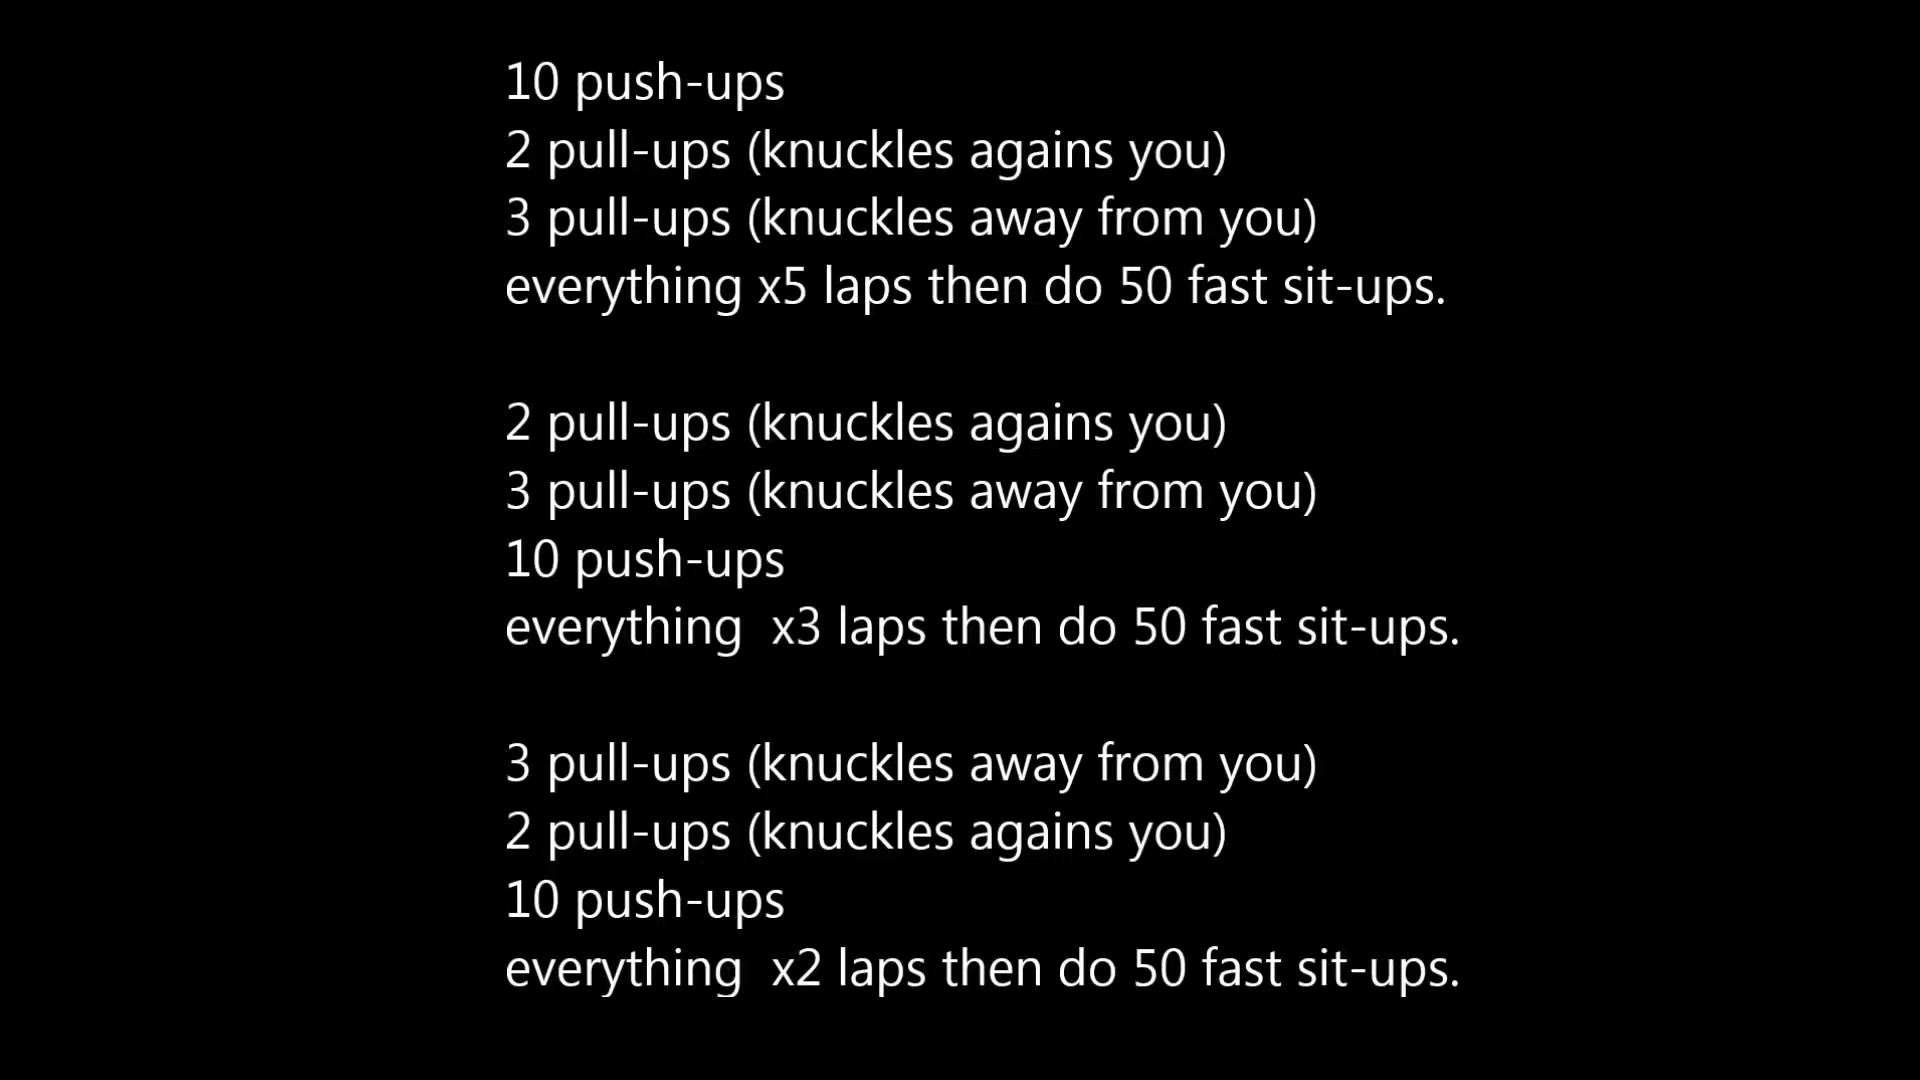 10 push-ups
2 pull-ups (knuckles agains you)
3 pull-ups (knuckles away from you)
everything x5 laps then do 50 fast sit-ups.
2 pull-ups (knuckles agains you)
3 pull-ups (knuckles away from you)
10 push-ups
everything  x3 laps then do 50 fast sit-ups.
3 pull-ups (knuckles away from you)
2 pull-ups (knuckles agains you)
10 push-ups
everything  x2 laps then do 50 fast sit-ups.